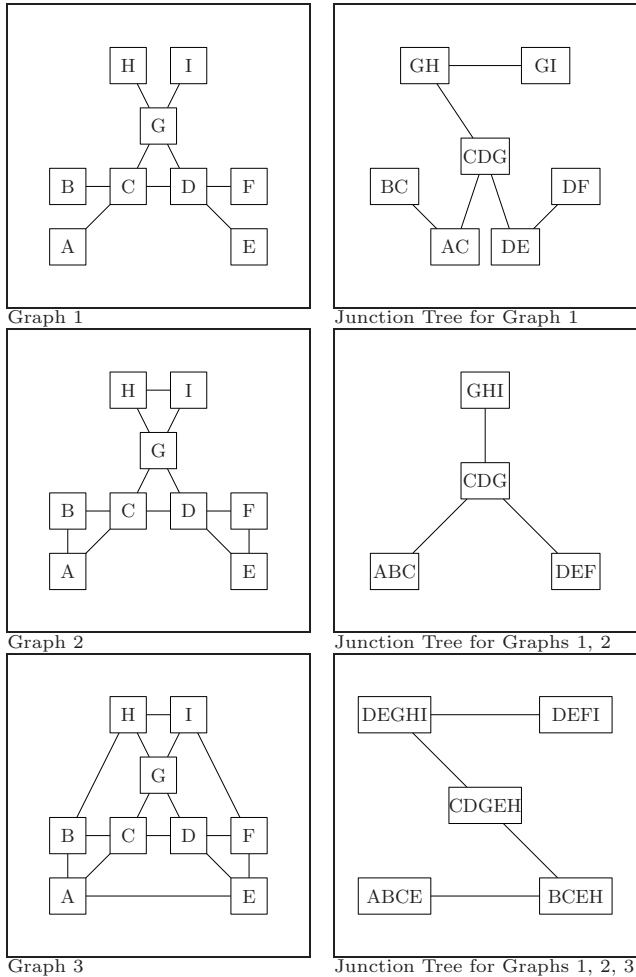 H I
G
B C D F
A E
Graph 1
GH GI
CDG
BC DF
AC DE
Junction Tree for Graph 1
H I
G
B C D F
A E
Graph 2
GHI
CDG
ABC DEF
Junction Tree for Graphs 1, 2
H I
G
B C D F
A E
Graph 3
DEGHI DEFI
CDGEH
ABCE BCEH
Junction Tree for Graphs 1, 2, 3